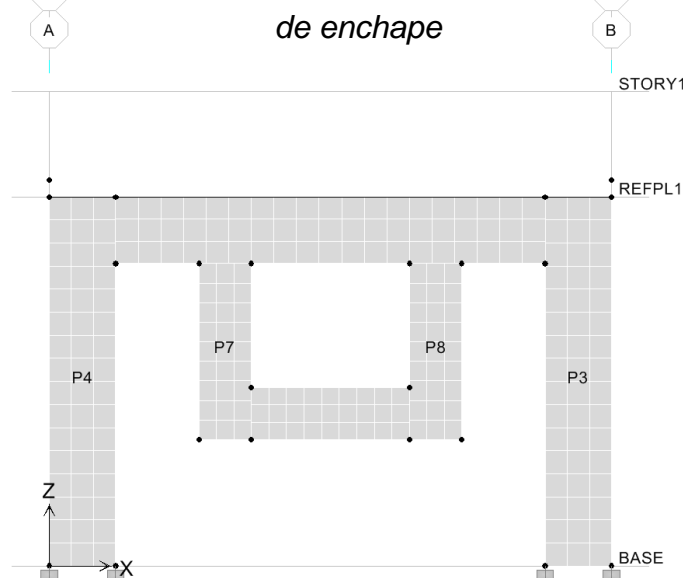 A
de enchape
B
STORY1
REFPL1
P7
P8
P4
P3
Z
X
BASE